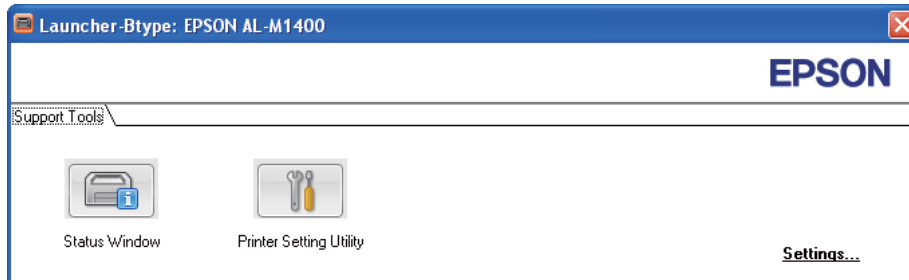 Launcher-Btype: EPSON AL-M1400
EPSON
Support Tools
Status Window Printer Setting Utility
Settings...